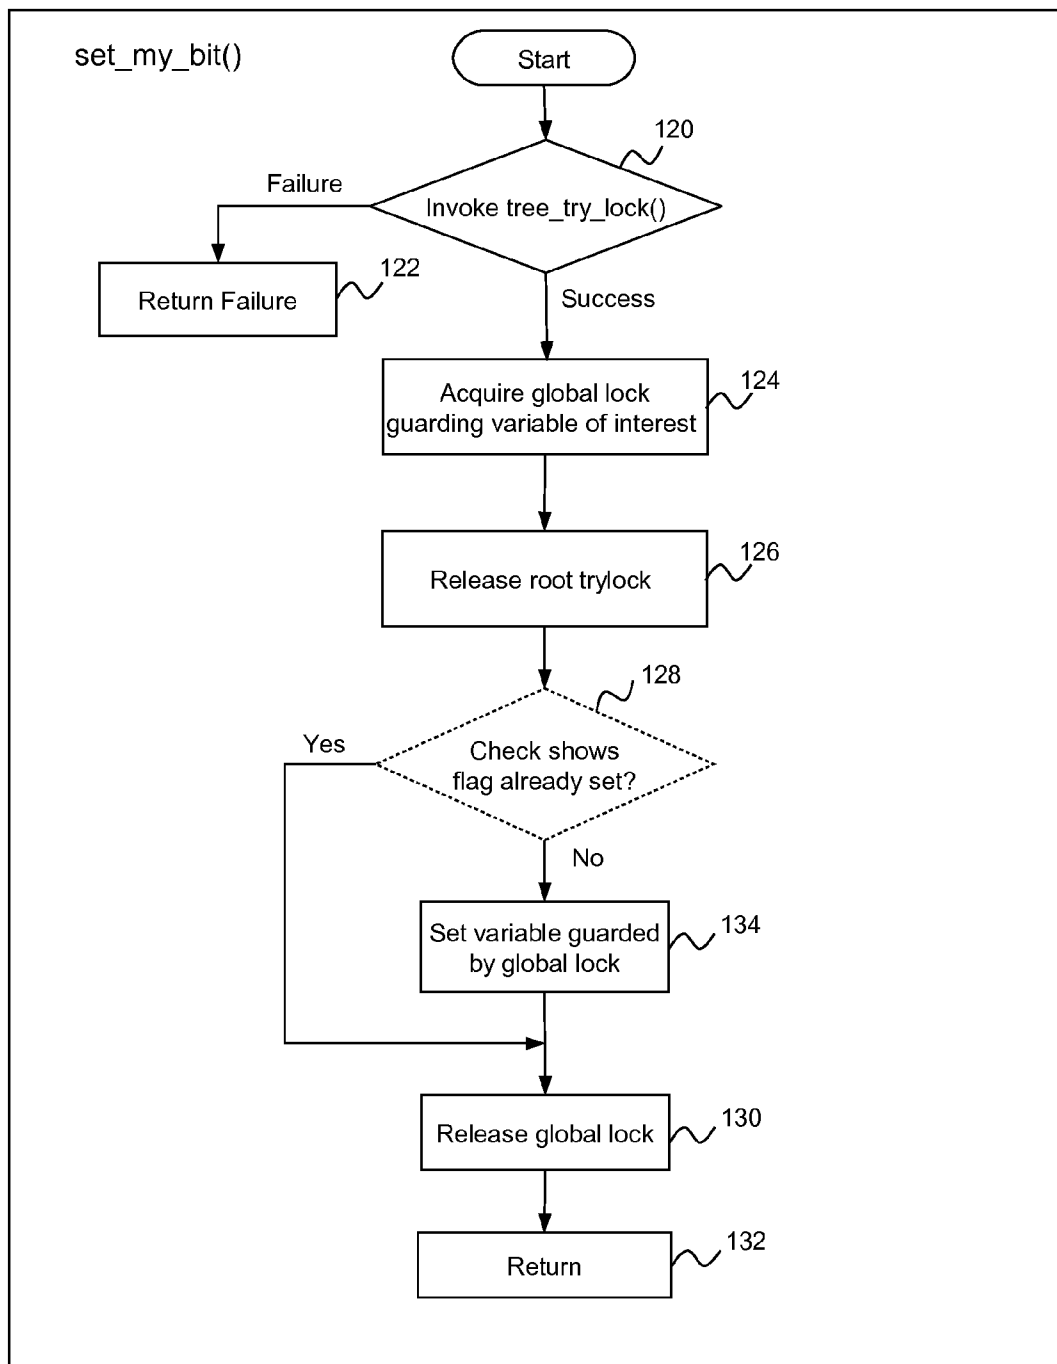 set_my_bit()
Start
120
Failure
Invoke tree_try_lock()
122
Return Failure
Success
124
Acquire global lock
guarding variable of interest
126
Release root trylock
128
Yes
Check shows
flag already set?
No
134
Set variable guarded
by global lock
130
Release global lock
132
Return